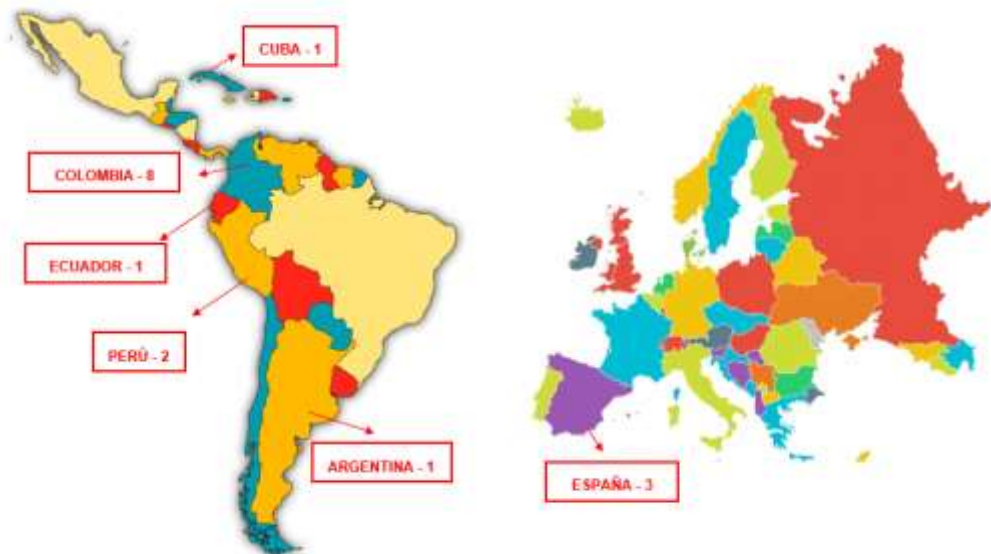 CUBA - 1
COLOMBIA - 8
ECUADOR - 1
PERÚ - 2
ARGENTINA - 1
ESPAÑA - 3